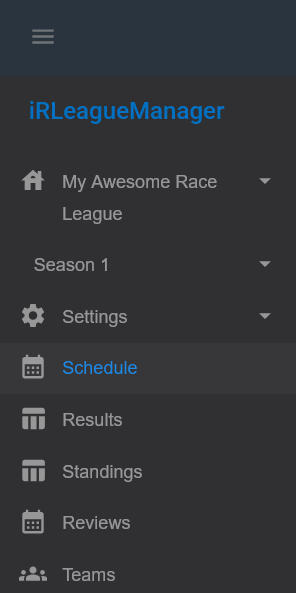 iRLeagueManager
My Awesome Race
League
Season 1
Settings
Schedule
Results
Standings
Reviews
Teams